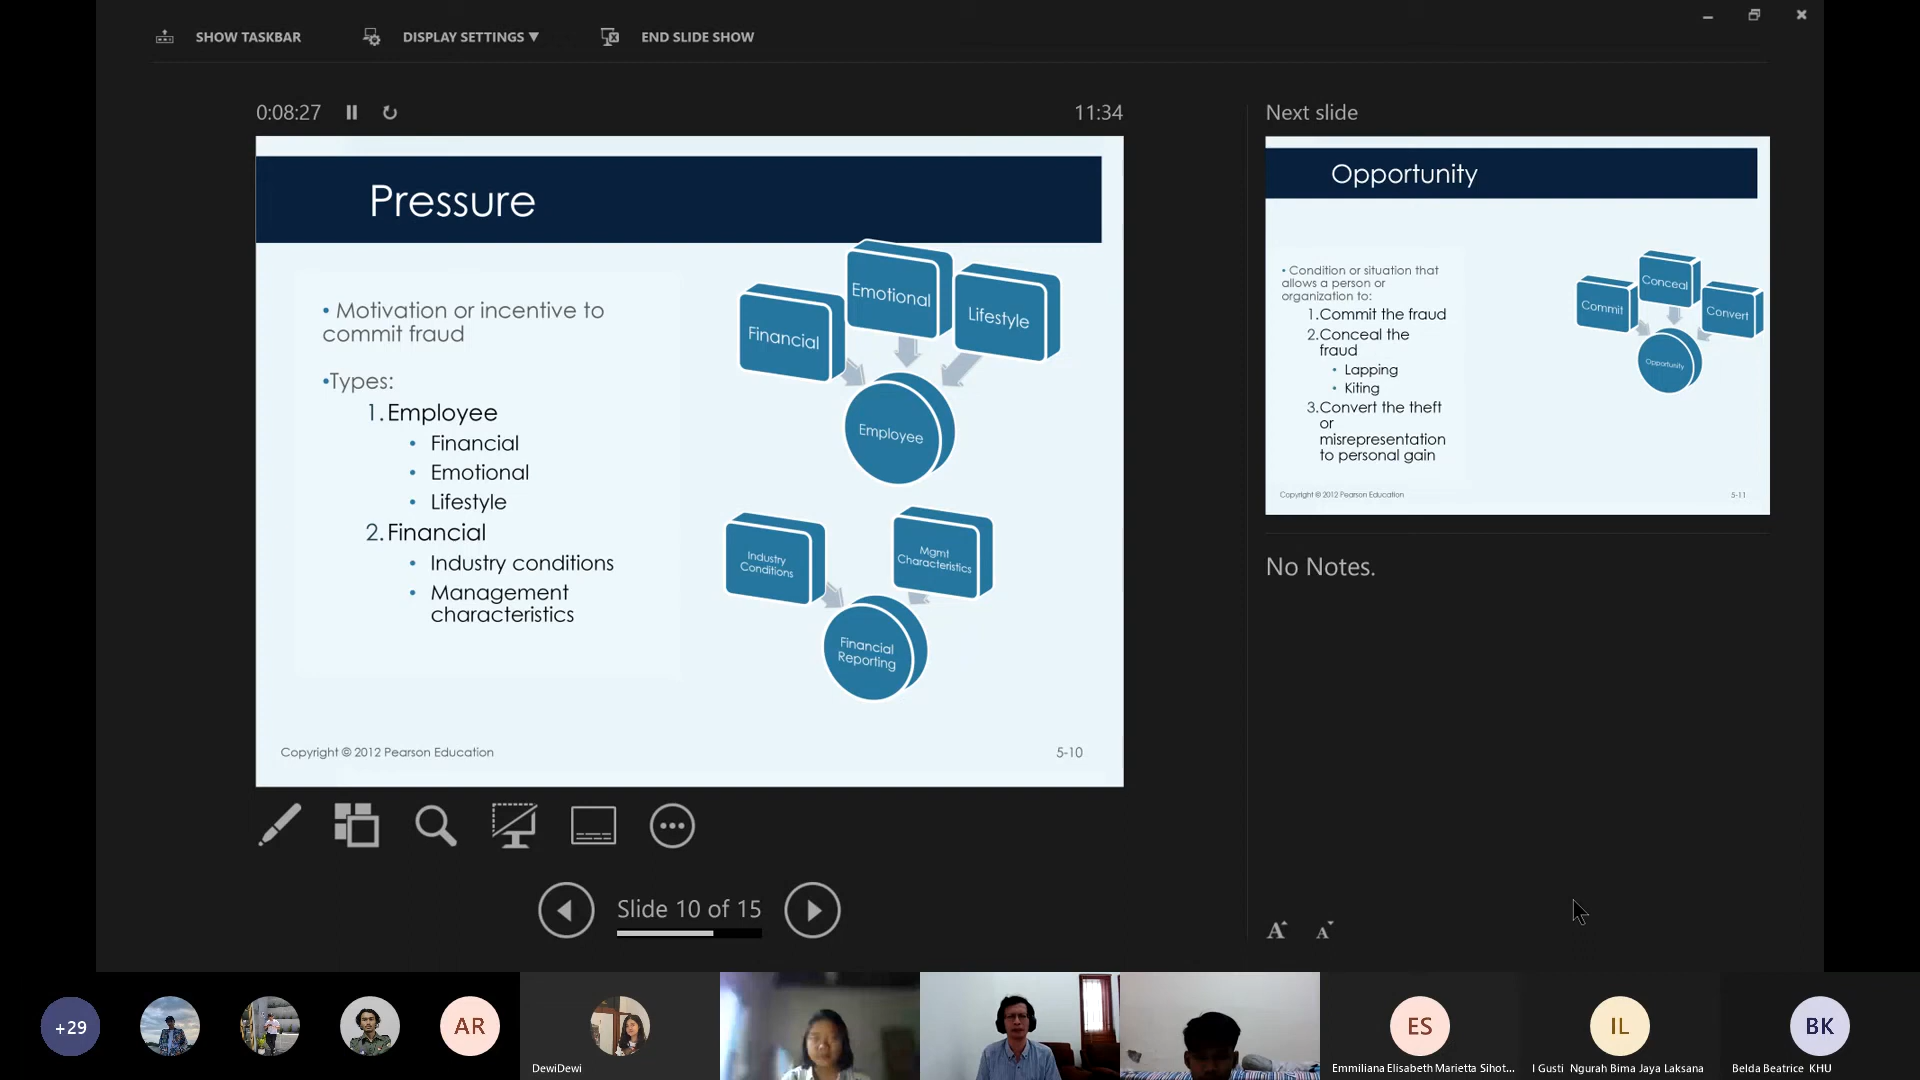 SHOW TASKBAR
DISPLAY SETTINGS ▼
END SLIDE SHOW
0:08:27
11:34
Pressure
• Motivation or incentive to
commit fraud
•Types:
1. Employee
• Financial
• Emotional
• Lifestyle
2. Financial
• Industry conditions
• Management
characteristics
Financial
Emotional
Lifestyle
Employee
Industry
Conditions
Mgmt
Characteristics
Financial
Reporting
Copyright © 2012 Pearson Education
5-10
Next slide
Opportunity
• Condition or situation that
allows a person or
organization to:
1.Commit the fraud
2.Conceal the
fraud
• Lapping
• Kiting
3.Convert the theft
or
misrepresentation
to personal gain
Commit
Conceal
Convert
Opportunity
Copyright © 2012 Pearson Education
5-11
No Notes.
Slide 10 of 15
A
A
+29
AR
DewiDewi
ES
Emmiliana Elisabeth Marietta Sihot...
IL
I Gusti Ngurah Bima Jaya Laksana
BK
Belda Beatrice KHU